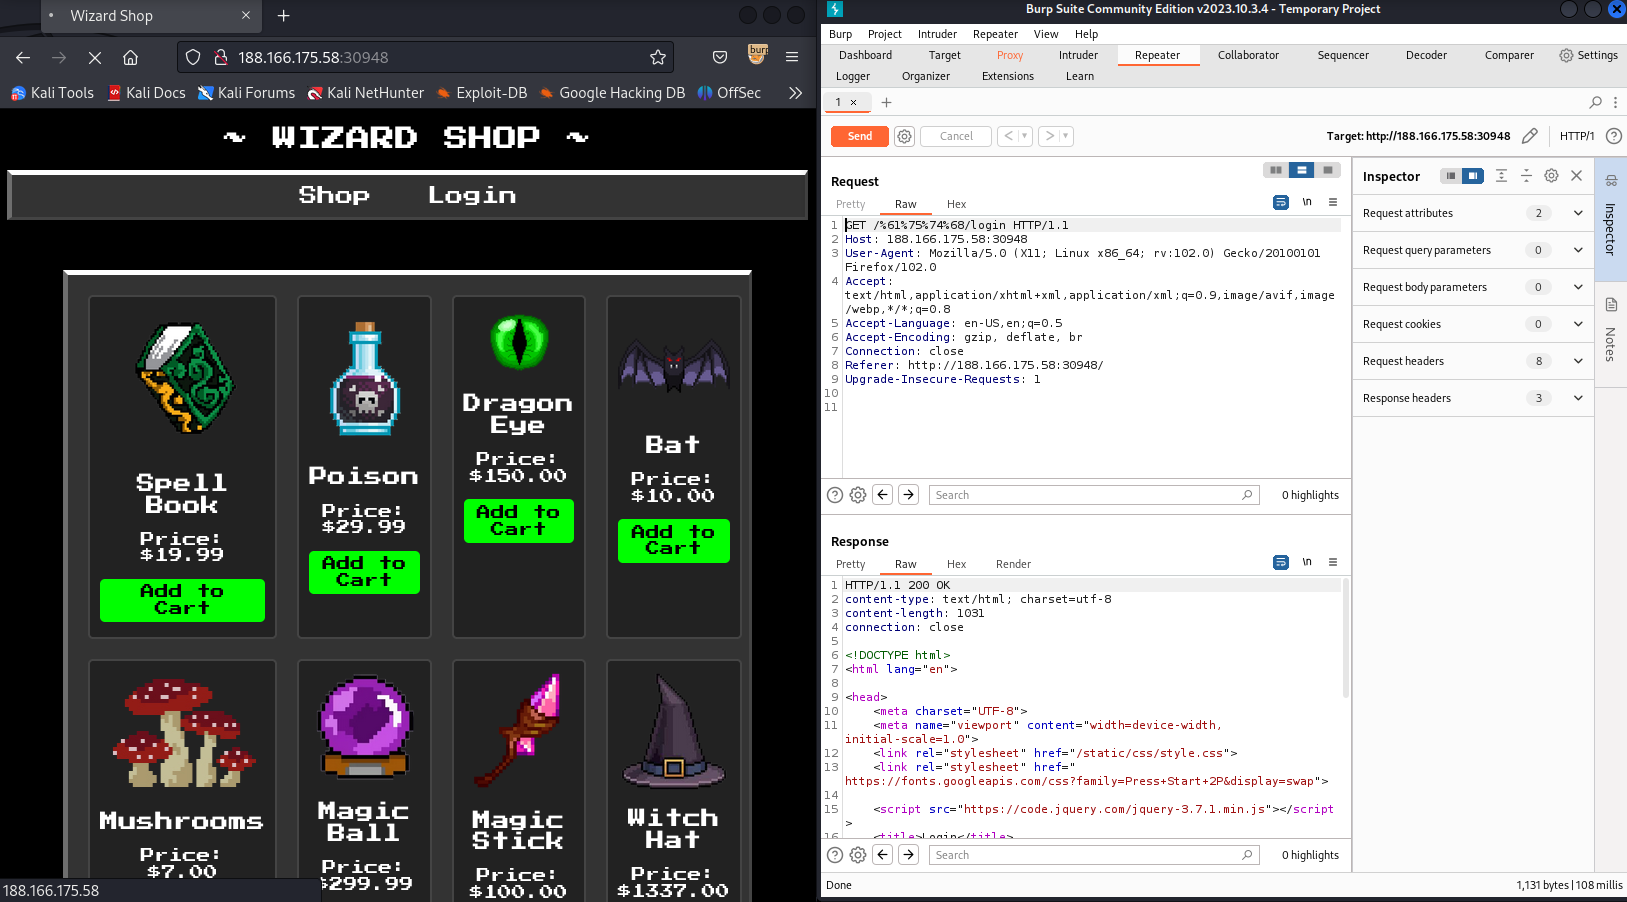 Wizard Shop
188.166.175.58:30948
burp
Kali Tools
Kali Docs
Kali Forums
Kali NetHunter
Exploit-DB
Google Hacking DB
OffSec
~ WIZARD SHOP ~
Shop Login
Spell
Book
Price:
$19.99
Add to
Cart
Poison
Price:
$29.99
Add to
Cart
Dragon
Eye
Price:
$150.00
Add to
Cart
Bat
Price:
$10.00
Add to
Cart
Mushrooms
Price:
$7.00
Magic
Ball
Price:
$299.99
Magic
Stick
Price:
$100.00
Witch
Hat
Price:
$1337.00
188.166.175.58
Burp Suite Community Edition v2023.10.3.4 - Temporary Project
Burp Project Intruder Repeater View Help
Dashboard Target Proxy Intruder Repeater Collaborator Sequencer Decoder Comparer Settings
Logger Organizer Extensions Learn
1 × +
Send Cancel < >
Target: http://188.166.175.58:30948 HTTP/1 ?
Request
Pretty Raw Hex \n
1 GET /%61%75%74%68/login HTTP/1.1
2 Host: 188.166.175.58:30948
3 User-Agent: Mozilla/5.0 (X11; Linux x86_64; rv:102.0) Gecko/20100101
Firefox/102.0
4 Accept:
text/html,application/xhtml+xml,application/xml;q=0.9,image/avif,image
/webp,*/*;q=0.8
5 Accept-Language: en-US,en;q=0.5
6 Accept-Encoding: gzip, deflate, br
7 Connection: close
8 Referer: http://188.166.175.58:30948/
9 Upgrade-Insecure-Requests: 1
10
11
Search 0 highlights
Response
Pretty Raw Hex Render \n
1 HTTP/1.1 200 OK
2 content-type: text/html; charset=utf-8
3 content-length: 1031
4 connection: close
5
6 <!DOCTYPE html>
7 <html lang="en">
8
9 <head>
10 <meta charset="UTF-8">
11 <meta name="viewport" content="width=device-width,
initial-scale=1.0">
12 <link rel="stylesheet" href="/static/css/style.css">
13 <link rel="stylesheet" href="
https://fonts.googleapis.com/css?family=Press+Start+2P&display=swap">
14
15 <script src="https://code.jquery.com/jquery-3.7.1.min.js"></script
>
16 <title>Login</title>
Search 0 highlights
Inspector
Request attributes 2
Request query parameters 0
Request body parameters 0
Request cookies 0
Request headers 8
Response headers 3
Inspector
Notes
Done
1,131 bytes | 108 millis